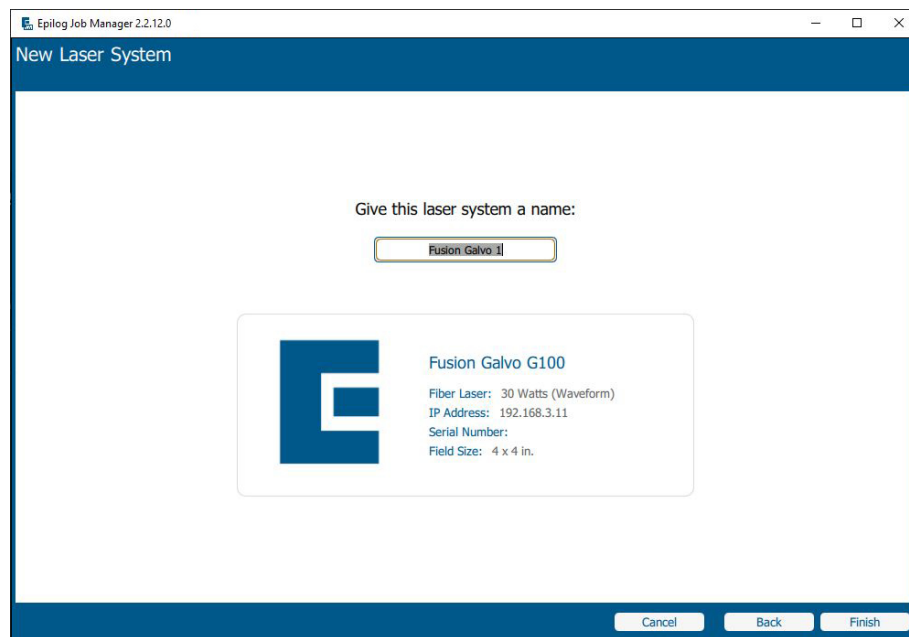 Epilog Job Manager 2.2.12.0
New Laser System
Give this laser system a name:
Fusion Galvo 1
Fusion Galvo G100
Fiber Laser: 30 Watts (Waveform)
IP Address: 192.168.3.11
Serial Number:
Field Size: 4 x 4 in.
Cancel Back Finish